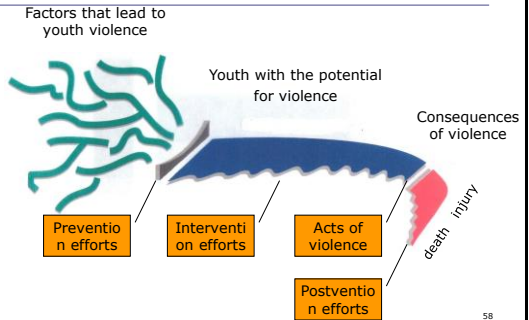 Factors that lead to
youth violence
Youth with the potential
for violence
Consequences
of violence
death injury
Preventio
n efforts
Interventi
on efforts
Acts of
violence
Postventio
n efforts
58